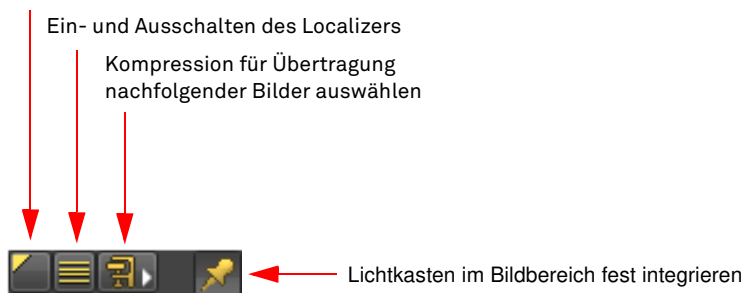 Ein- und Ausschalten des Localizers
Kompression für Übertragung
nachfolgender Bilder auswählen
Lichtkasten im Bildbereich fest integrieren